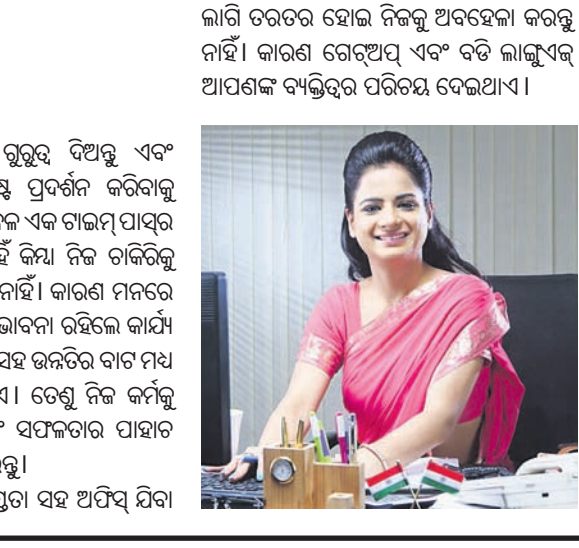 ଗୁରୁତ୍ୱ ଦିଅନ୍ତୁ ଏବଂ
ପ୍ରଦର୍ଶନ କରିବାକୁ
ଏକ ଟାଇମ୍ ପାସ୍‌ର
କିମ୍ବା ନିଜ ଚାକିରିକୁ
ନାହିଁ। କାରଣ ମନରେ
ଭାବନା ରହିଲେ କାର୍ଯ୍ୟ
ସହ ଉନ୍ନତିର ବାଟ ମଧ୍ୟ
ତେଣୁ ନିଜ କର୍ମକୁ
ସଫଳତାର ପାହାଚ
ସହ ଅଫିସ୍ ଯିବା
ଲାଗି ତରତର ହୋଇ ନିଜକୁ ଅବହେଳା କରନ୍ତୁ
ନାହିଁ। କାରଣ ଗେଟ୍‌ଅପ୍ ଏବଂ ବଡି ଲାଙ୍ଗୁଏଜ୍
ଆପଣଙ୍କ ବ୍ୟକ୍ତିତ୍ୱର ପରିଚୟ ଦେଇଥାଏ।